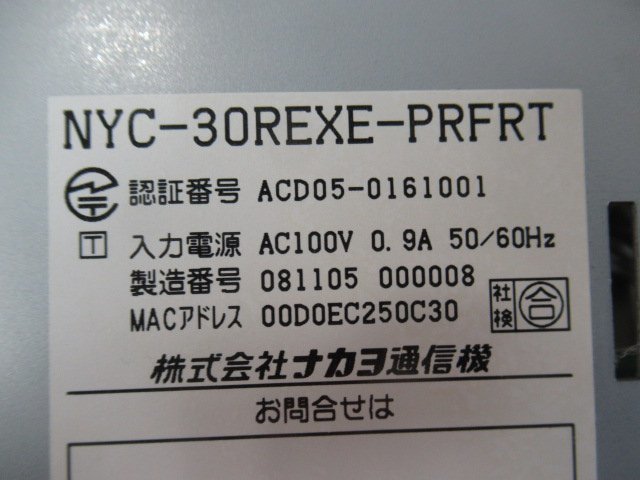 NYC-30REXE-PRFRT
認証番号 ACD05-0161001
T 入力電源 AC100V 0.9A 50/60Hz
製造番号 081105 000008
MACアドレス 00D0EC250C30
社検 合
株式会社ナカヨ通信機
お問合せは